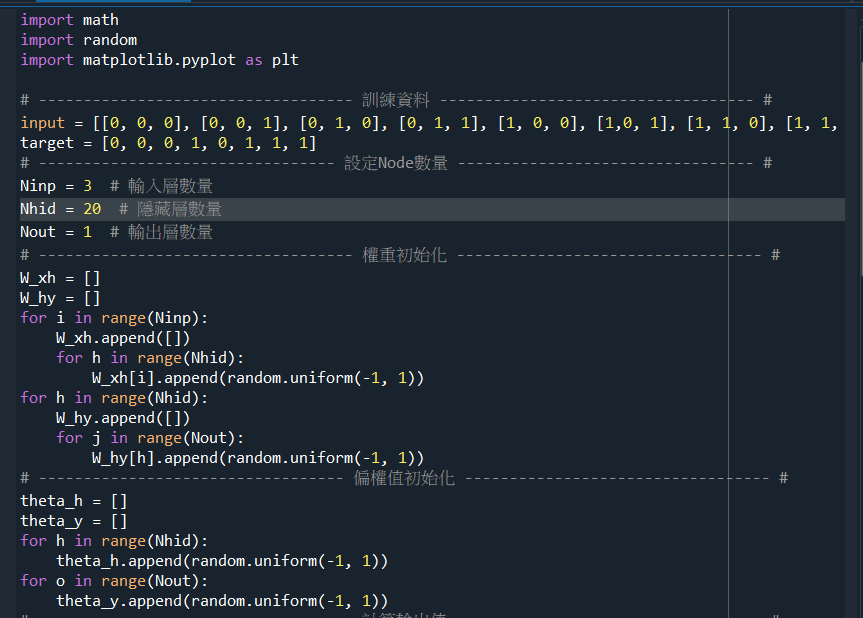 import math
import random
import matplotlib.pyplot as plt
# --------------------------------- 訓練資料 ----------------------------------- #
input = [[0, 0, 0], [0, 0, 1], [0, 1, 0], [0, 1, 1], [1, 0, 0], [1,0, 1], [1, 1, 0], [1, 1,
target = [0, 0, 0, 1, 0, 1, 1, 1]
# --------------------------------- 設定Node數量 --------------------------------- #
Ninp = 3  # 輸入層數量
Nhid = 20  # 隱藏層數量
Nout = 1  # 輸出層數量
# ----------------------------------- 權重初始化 ---------------------------------- #
W_xh = []
W_hy = []
for i in range(Ninp):
    W_xh.append([])
    for h in range(Nhid):
        W_xh[i].append(random.uniform(-1, 1))
for h in range(Nhid):
    W_hy.append([])
    for j in range(Nout):
        W_hy[h].append(random.uniform(-1, 1))
# ---------------------------------- 偏權值初始化 ---------------------------------- #
theta_h = []
theta_y = []
for h in range(Nhid):
    theta_h.append(random.uniform(-1, 1))
for o in range(Nout):
    theta_y.append(random.uniform(-1, 1))